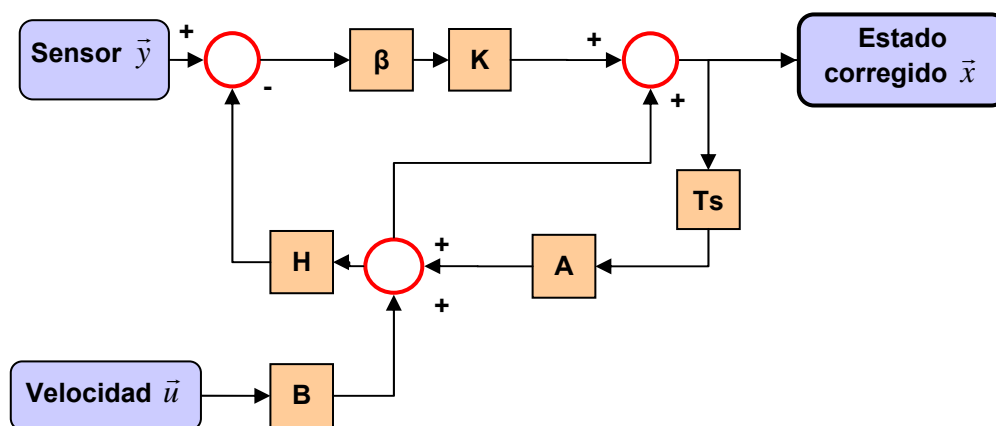 Sensor y⃗
+
-
β
K
+
+
Estado
corregido x⃗
Ts
H
+
+
A
Velocidad u⃗
B